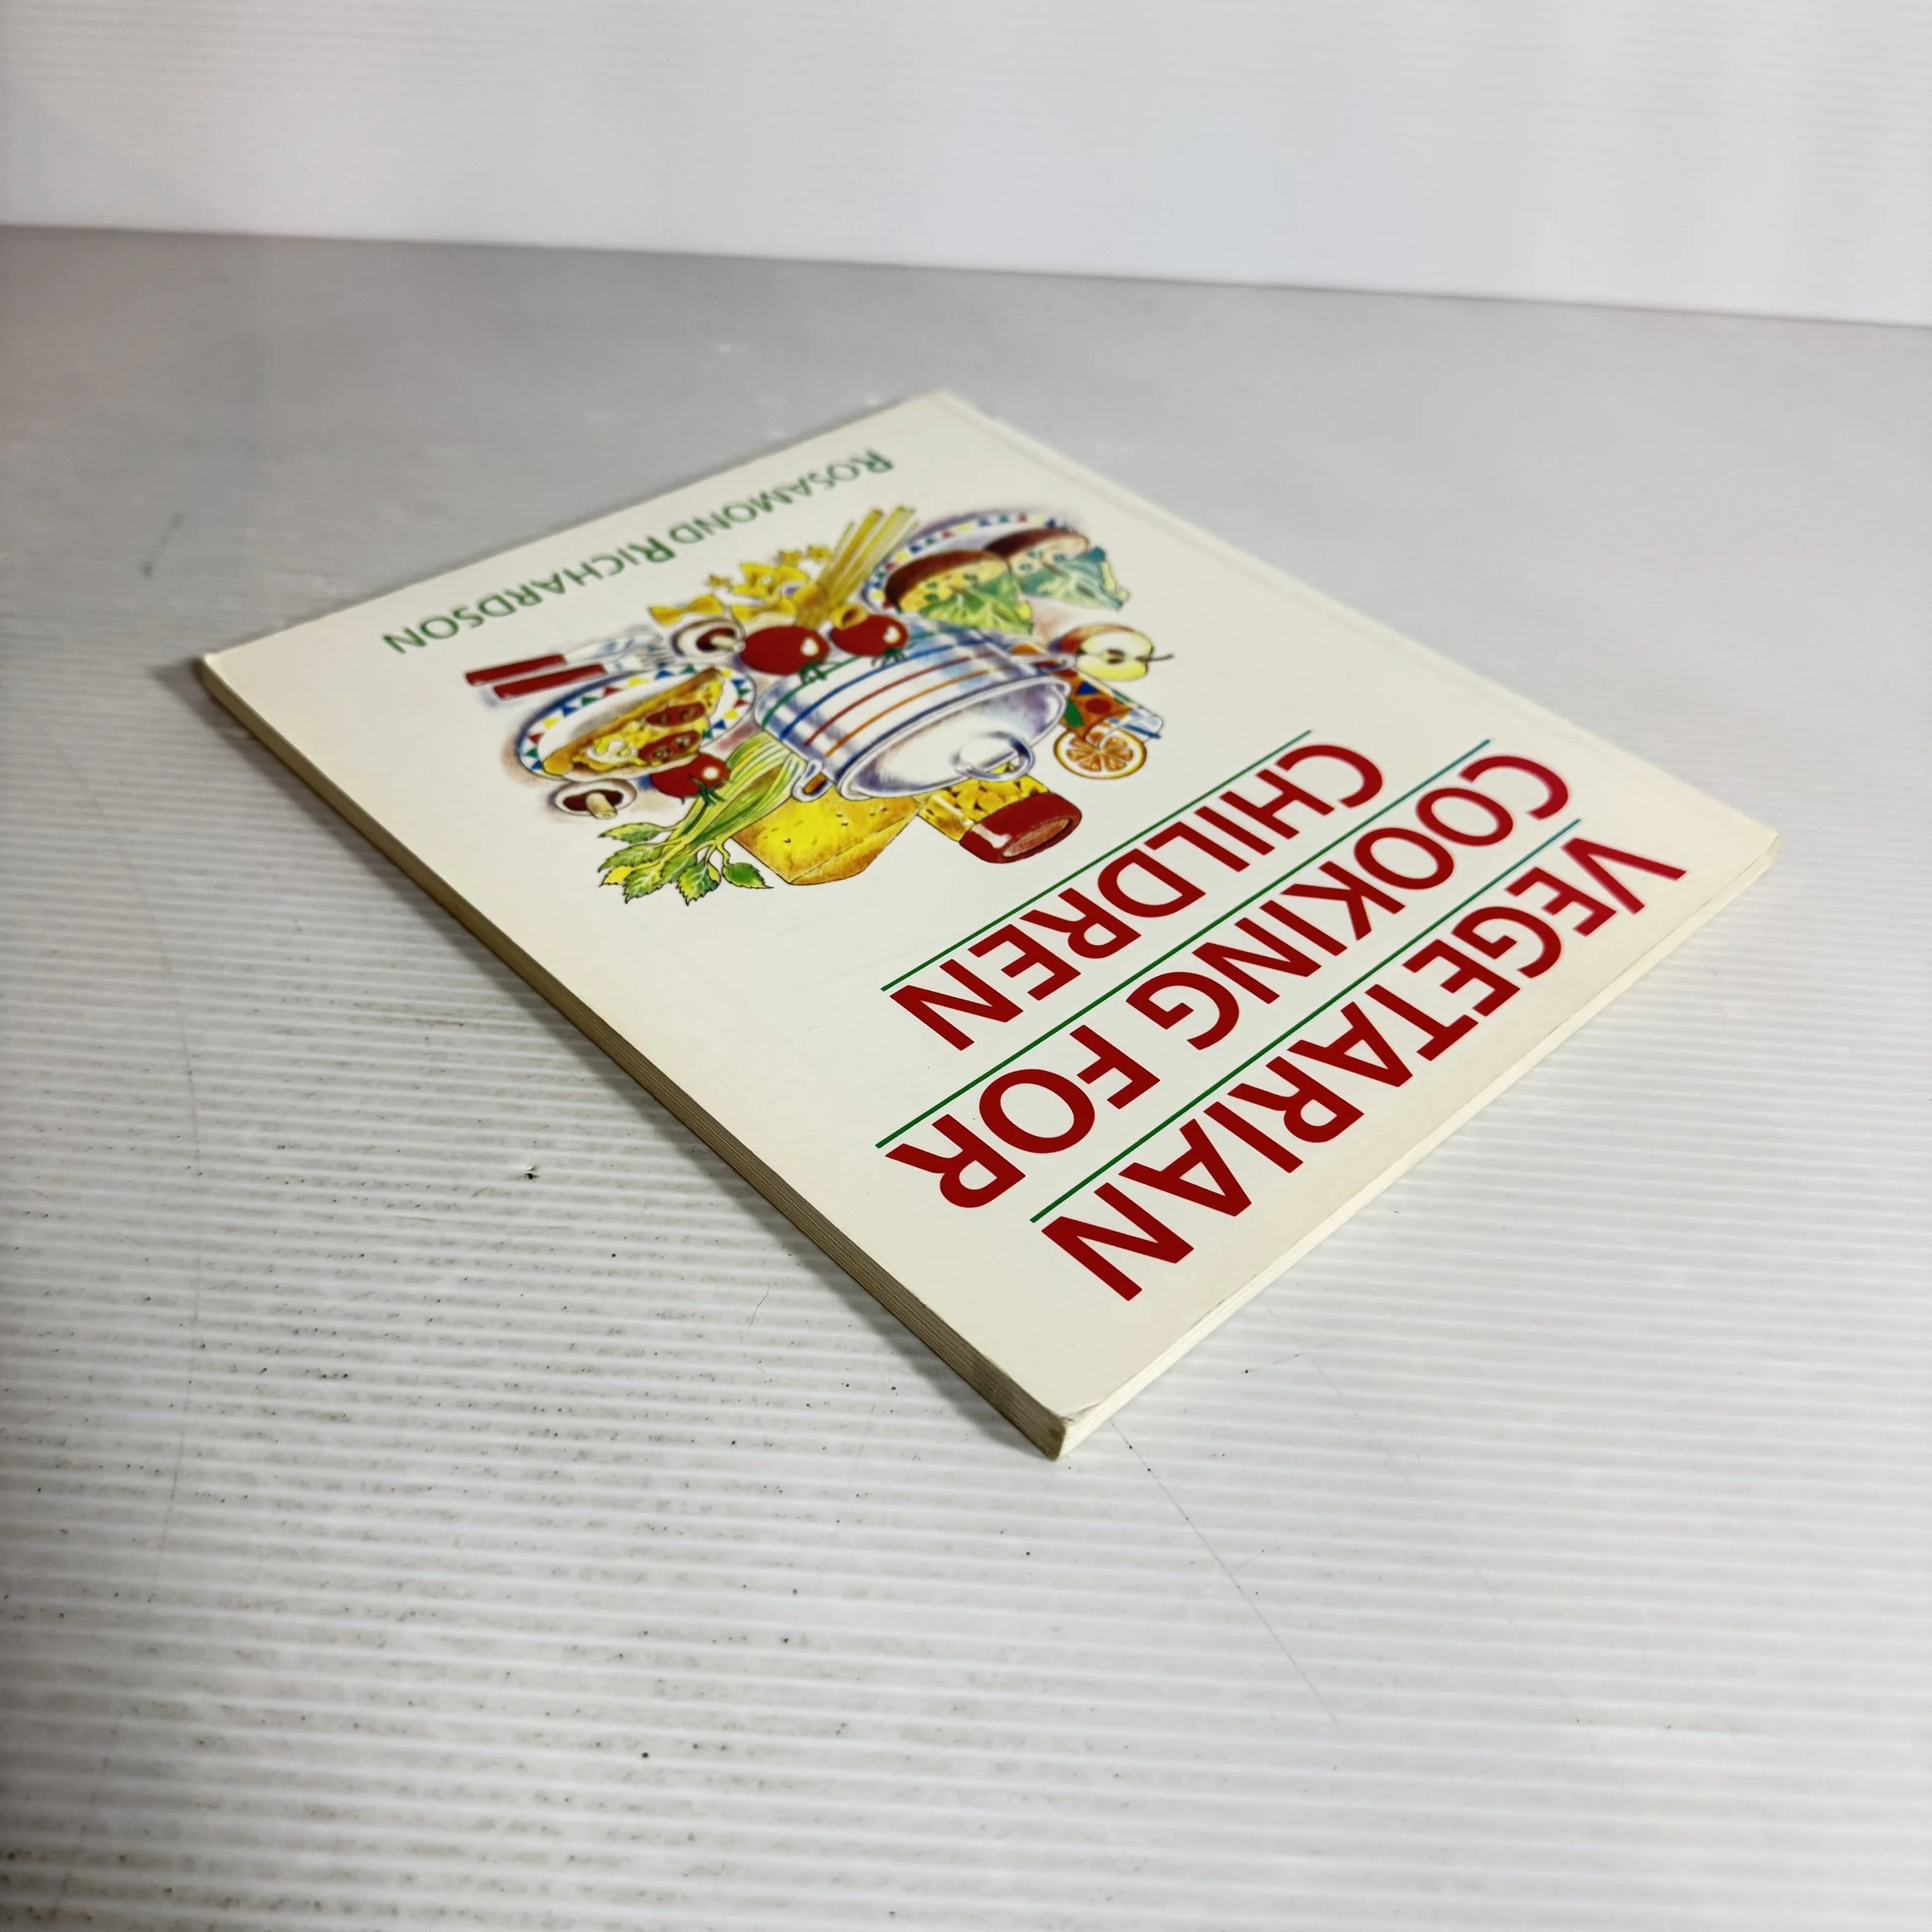 VEGETARIAN
COOKING FOR
CHILDREN
ROSAMOND RICHARDSON